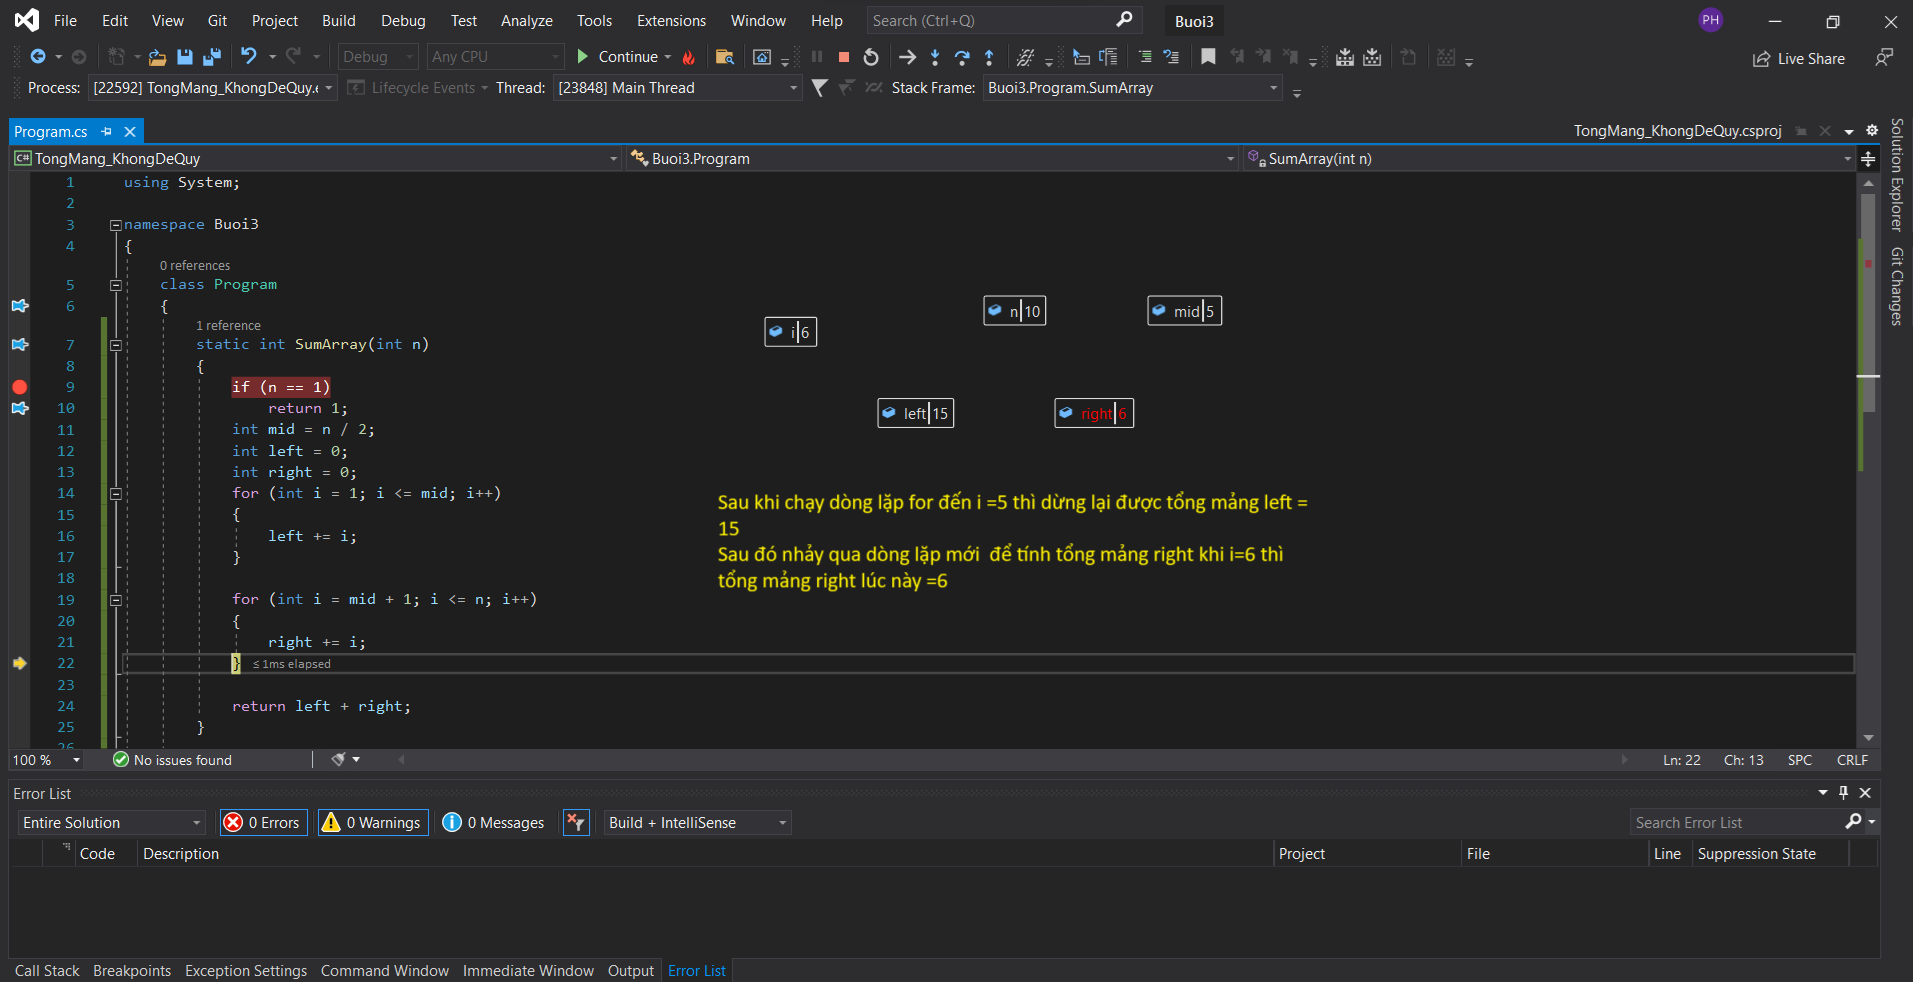 File Edit View Git Project Build Debug Test Analyze Tools Extensions Window Help Search (Ctrl+Q) Buoi3 PH
Debug Any CPU Continue Live Share
Process: [22592] TongMang_KhongDeQuy.e Lifecycle Events Thread: [23848] Main Thread Stack Frame: Buoi3.Program.SumArray
Program.cs TongMang_KhongDeQuy.csproj
C# TongMang_KhongDeQuy Buoi3.Program SumArray(int n)
Solution Explorer
Git Changes
1 using System;
2
3 namespace Buoi3
4 {
0 references
5 class Program
6 {
1 reference
7 static int SumArray(int n)
8 {
9 if (n == 1)
10 return 1;
11 int mid = n / 2;
12 int left = 0;
13 int right = 0;
14 for (int i = 1; i <= mid; i++)
15 {
16 left += i;
17 }
18
19 for (int i = mid + 1; i <= n; i++)
20 {
21 right += i;
22 } ≤ 1ms elapsed
23
24 return left + right;
25 }
26
i 6
n 10
mid 5
left 15
right 6
Sau khi chạy dòng lặp for đến i =5 thì dừng lại được tổng mảng left =
15
Sau đó nhảy qua dòng lặp mới  để tính tổng mảng right khi i=6 thì
tổng mảng right lúc này =6
100 % No issues found Ln: 22 Ch: 13 SPC CRLF
Error List
Entire Solution 0 Errors 0 Warnings 0 Messages Build + IntelliSense Search Error List
Code Description Project File Line Suppression State
Call Stack Breakpoints Exception Settings Command Window Immediate Window Output Error List